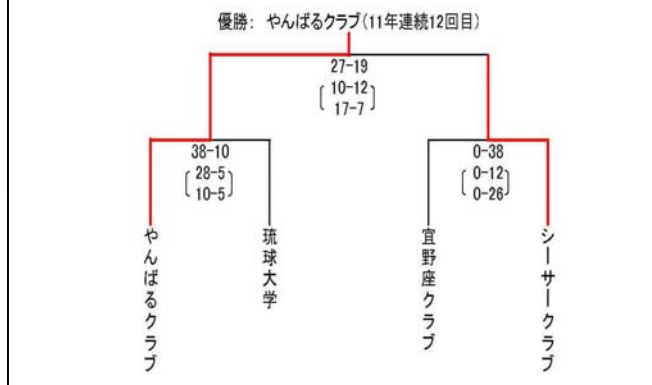 優勝: やんばるクラブ(11年連続12回目)
27-19
10-12
17-7
38-10
28-5
10-5
0-38
0-12
0-26
やんばるクラブ
琉球大学
宜野座クラブ
シーサークラブ